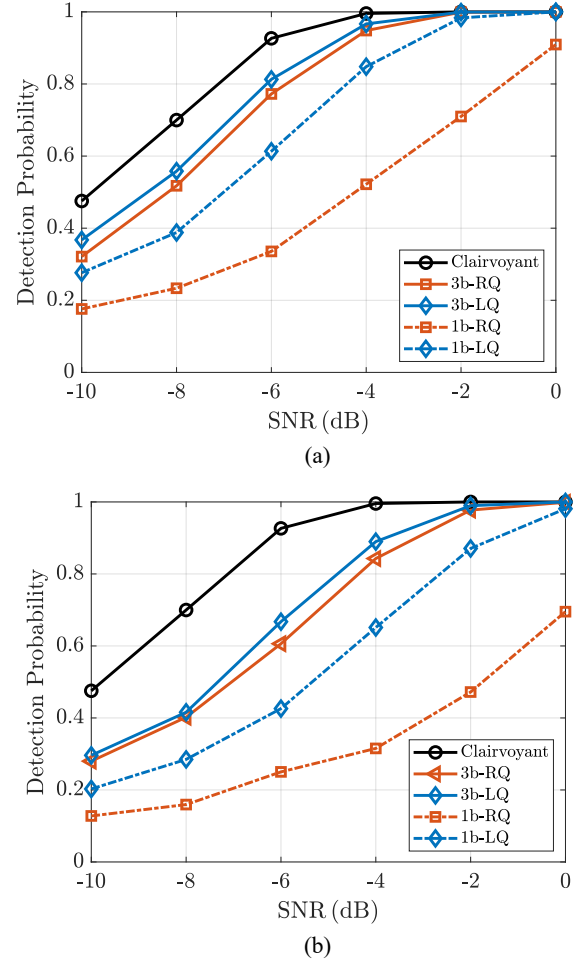 1
0.8
0.6
0.4
0.2
0
Detection Probability
-10 -8 -6 -4 -2 0
SNR (dB)
Clairvoyant
3b-RQ
3b-LQ
1b-RQ
1b-LQ
(a)
1
0.8
0.6
0.4
0.2
0
Detection Probability
-10 -8 -6 -4 -2 0
SNR (dB)
Clairvoyant
3b-RQ
3b-LQ
1b-RQ
1b-LQ
(b)